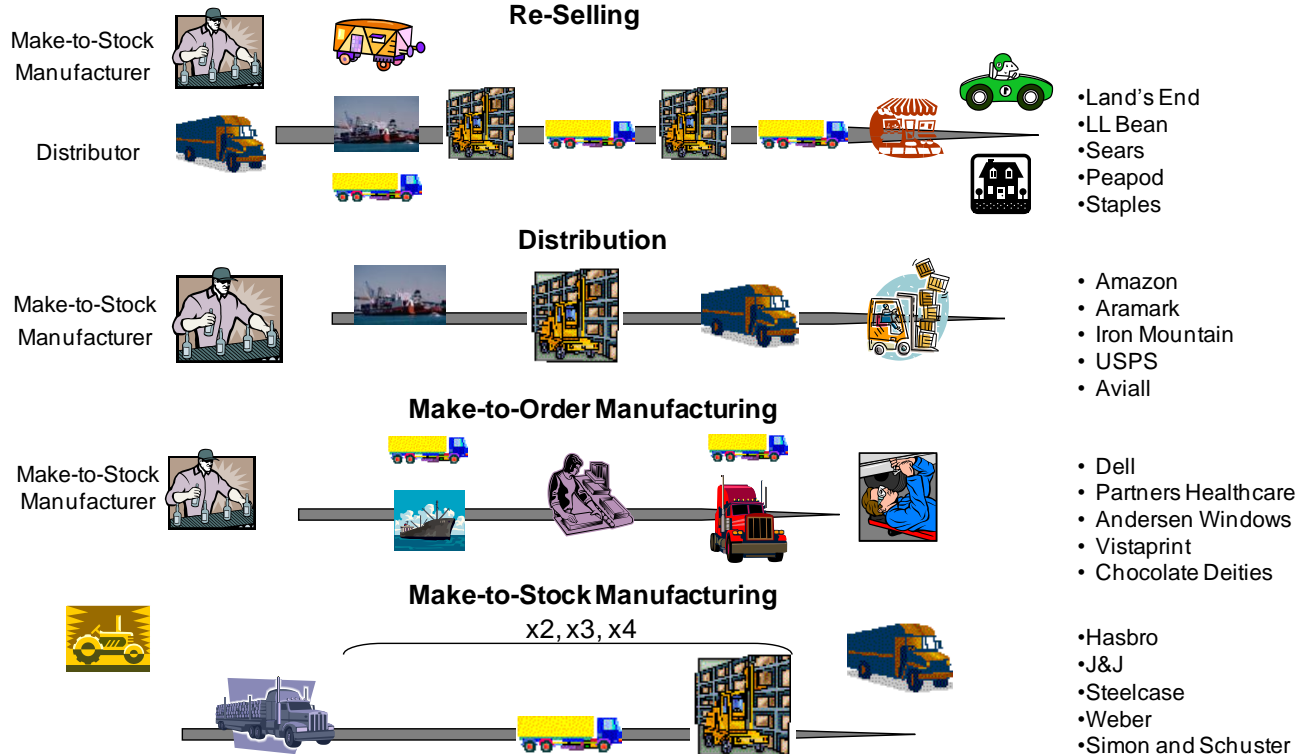 Re-Selling
Make-to-Stock
Manufacturer
Distributor
•Land's End
•LL Bean
•Sears
•Peapod
•Staples
Distribution
Make-to-Stock
Manufacturer
• Amazon
• Aramark
• Iron Mountain
• USPS
• Aviall
Make-to-Order Manufacturing
Make-to-Stock
Manufacturer
• Dell
• Partners Healthcare
• Andersen Windows
• Vistaprint
• Chocolate Deities
Make-to-Stock Manufacturing
x2, x3, x4
•Hasbro
•J&J
•Steelcase
•Weber
•Simon and Schuster